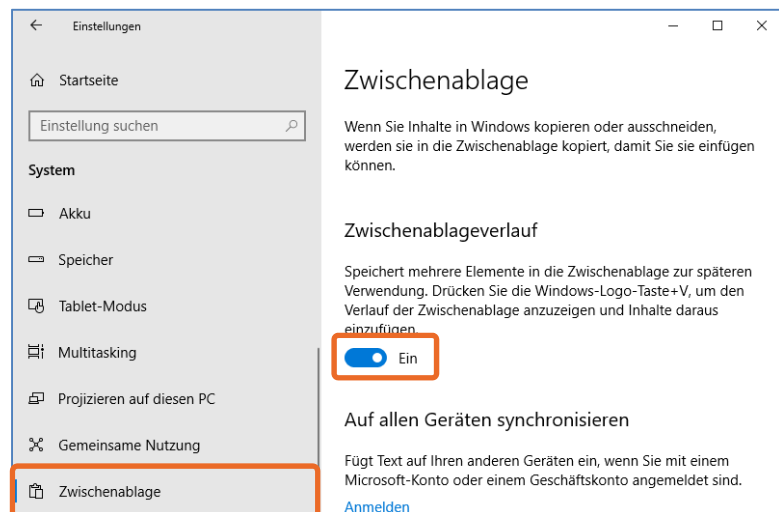 Einstellungen
Startseite
Einstellung suchen
System
Akku
Speicher
Tablet-Modus
Multitasking
Projizieren auf diesen PC
Gemeinsame Nutzung
Zwischenablage
Zwischenablage
Wenn Sie Inhalte in Windows kopieren oder ausschneiden,
werden sie in die Zwischenablage kopiert, damit Sie sie einfügen
können.
Zwischenablageverlauf
Speichert mehrere Elemente in die Zwischenablage zur späteren
Verwendung. Drücken Sie die Windows-Logo-Taste+V, um den
Verlauf der Zwischenablage anzuzeigen und Inhalte daraus
einzufügen.
Ein
Auf allen Geräten synchronisieren
Fügt Text auf Ihren anderen Geräten ein, wenn Sie mit einem
Microsoft-Konto oder einem Geschäftskonto angemeldet sind.
Anmelden